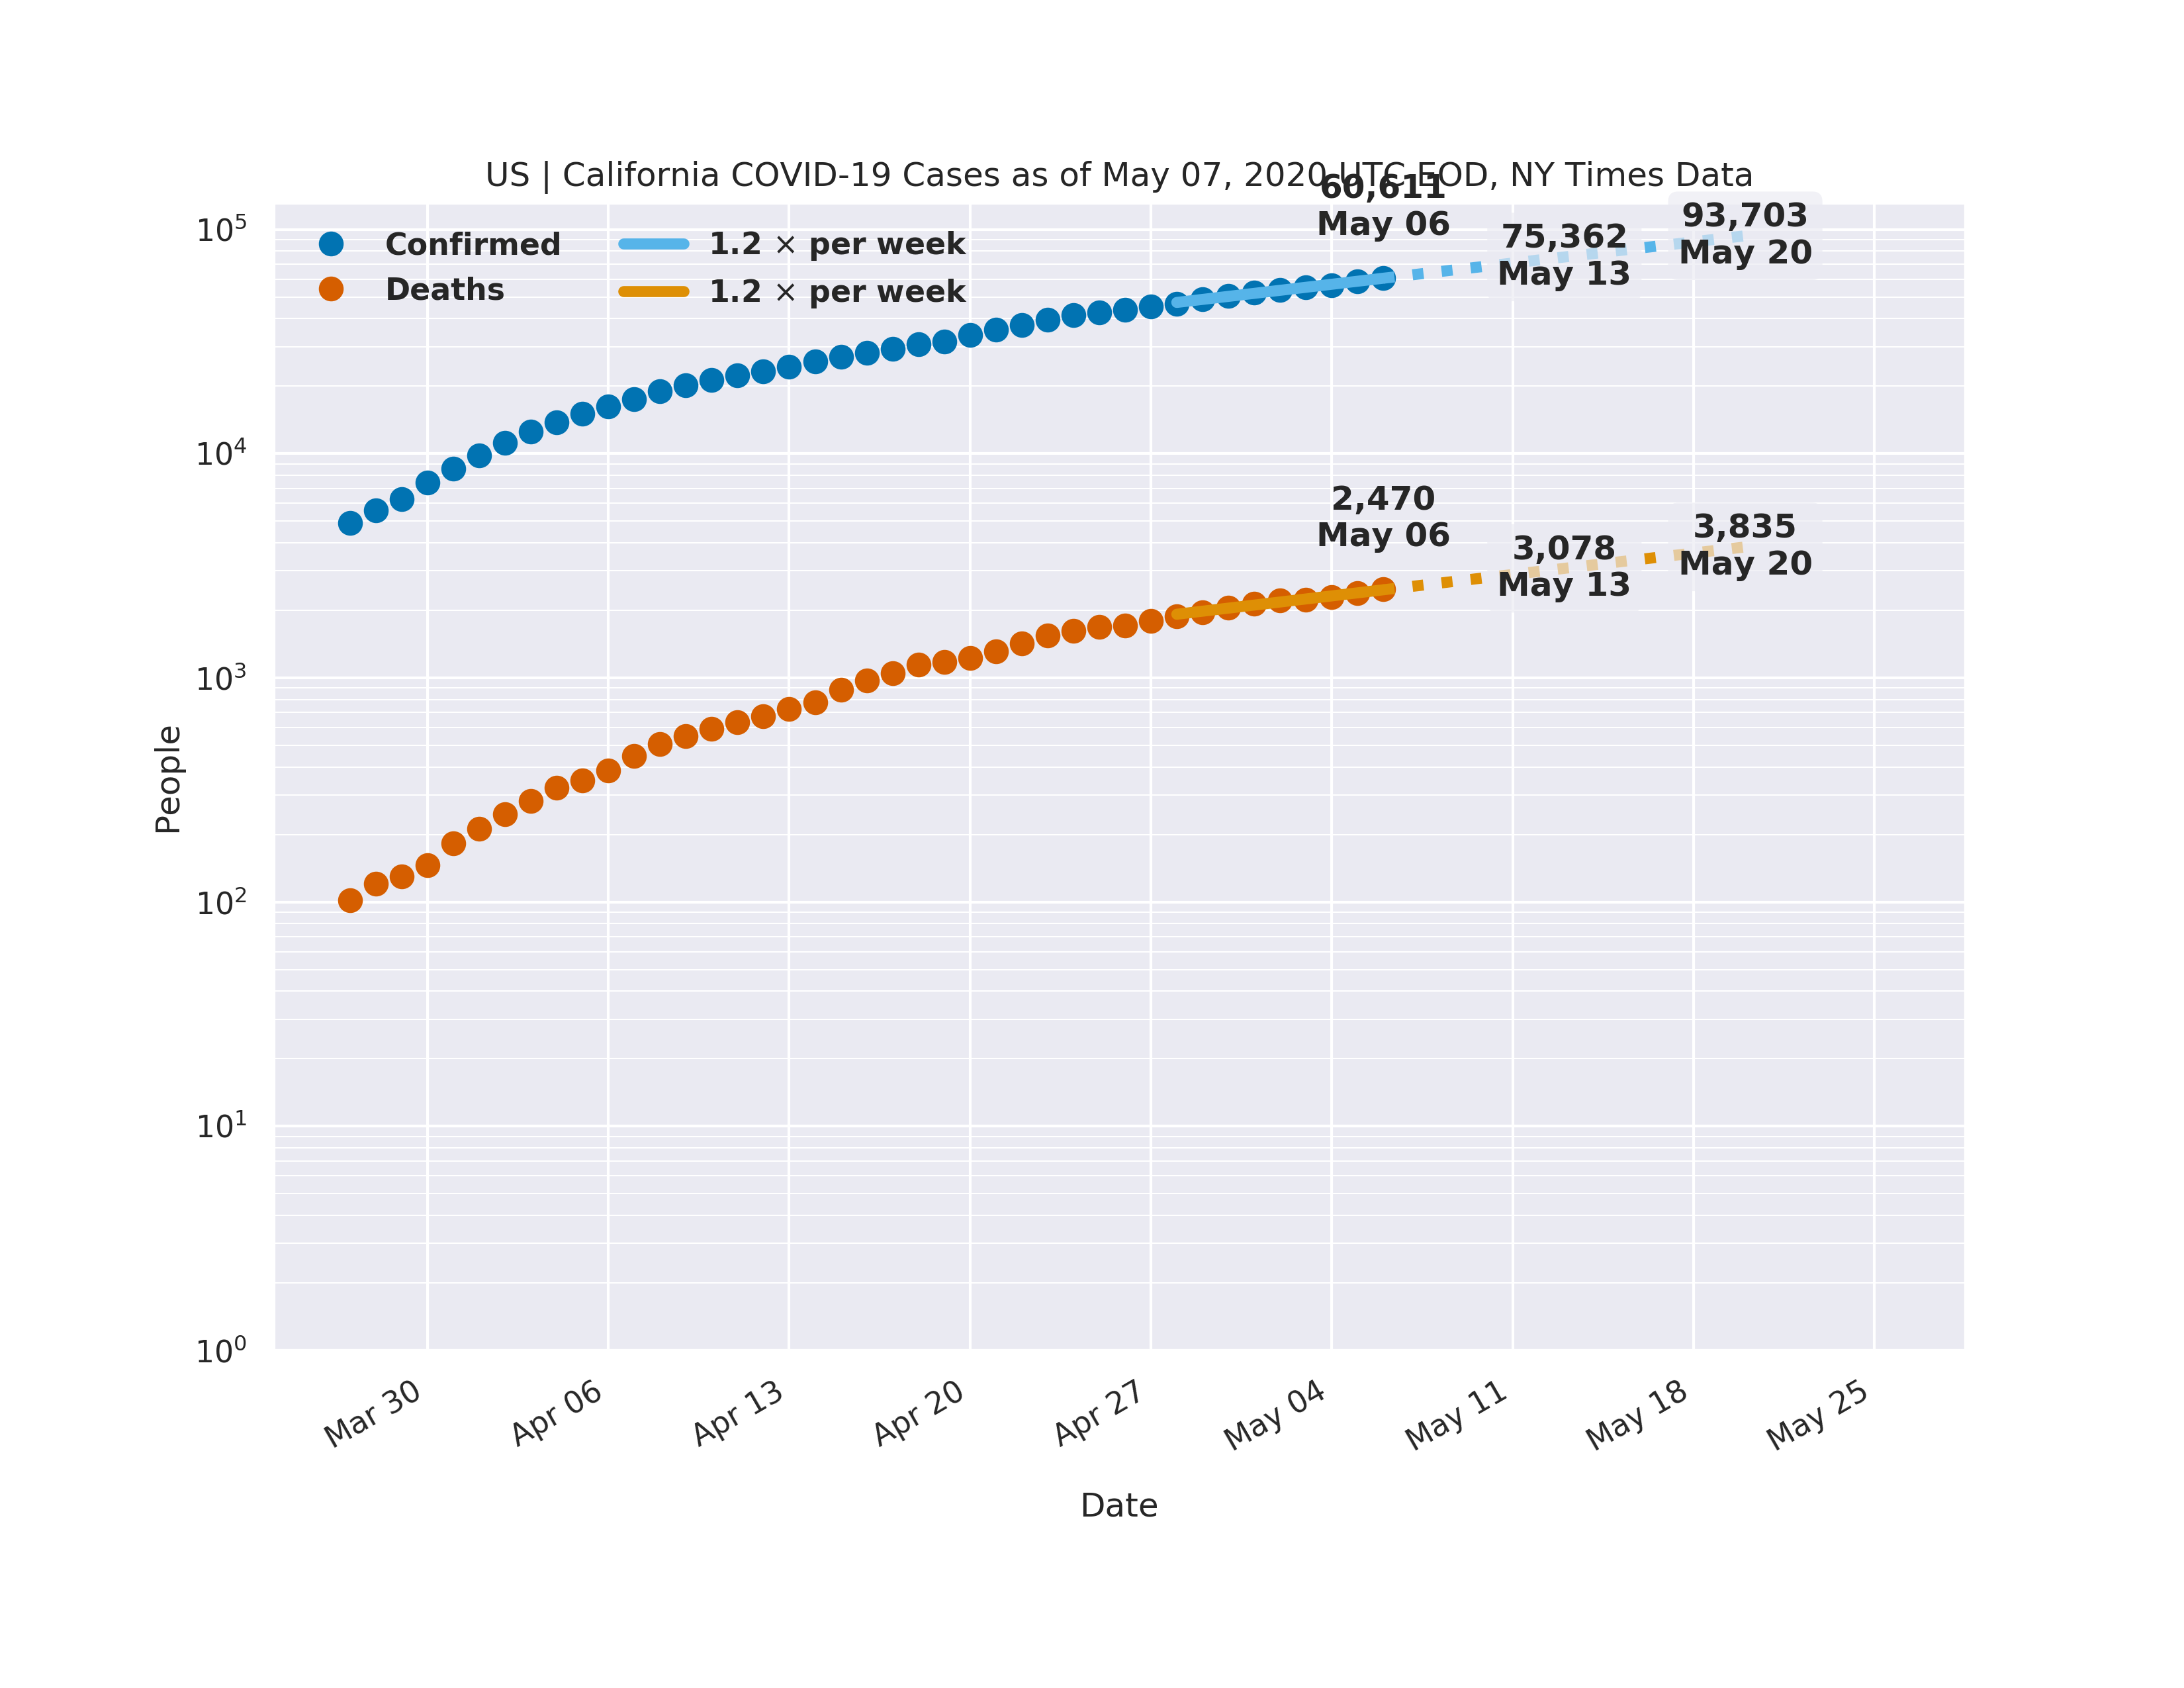 US | California COVID-19 Cases as of May 07, 2020 UTC EOD, NY Times Data
60,611
May 06
75,362
May 13
93,703
May 20
Confirmed
Deaths
1.2 × per week
1.2 × per week
2,470
May 06
3,078
May 13
3,835
May 20
People
10⁵
10⁴
10³
10²
10¹
10⁰
Mar 30
Apr 06
Apr 13
Apr 20
Apr 27
May 04
May 11
May 18
May 25
Date